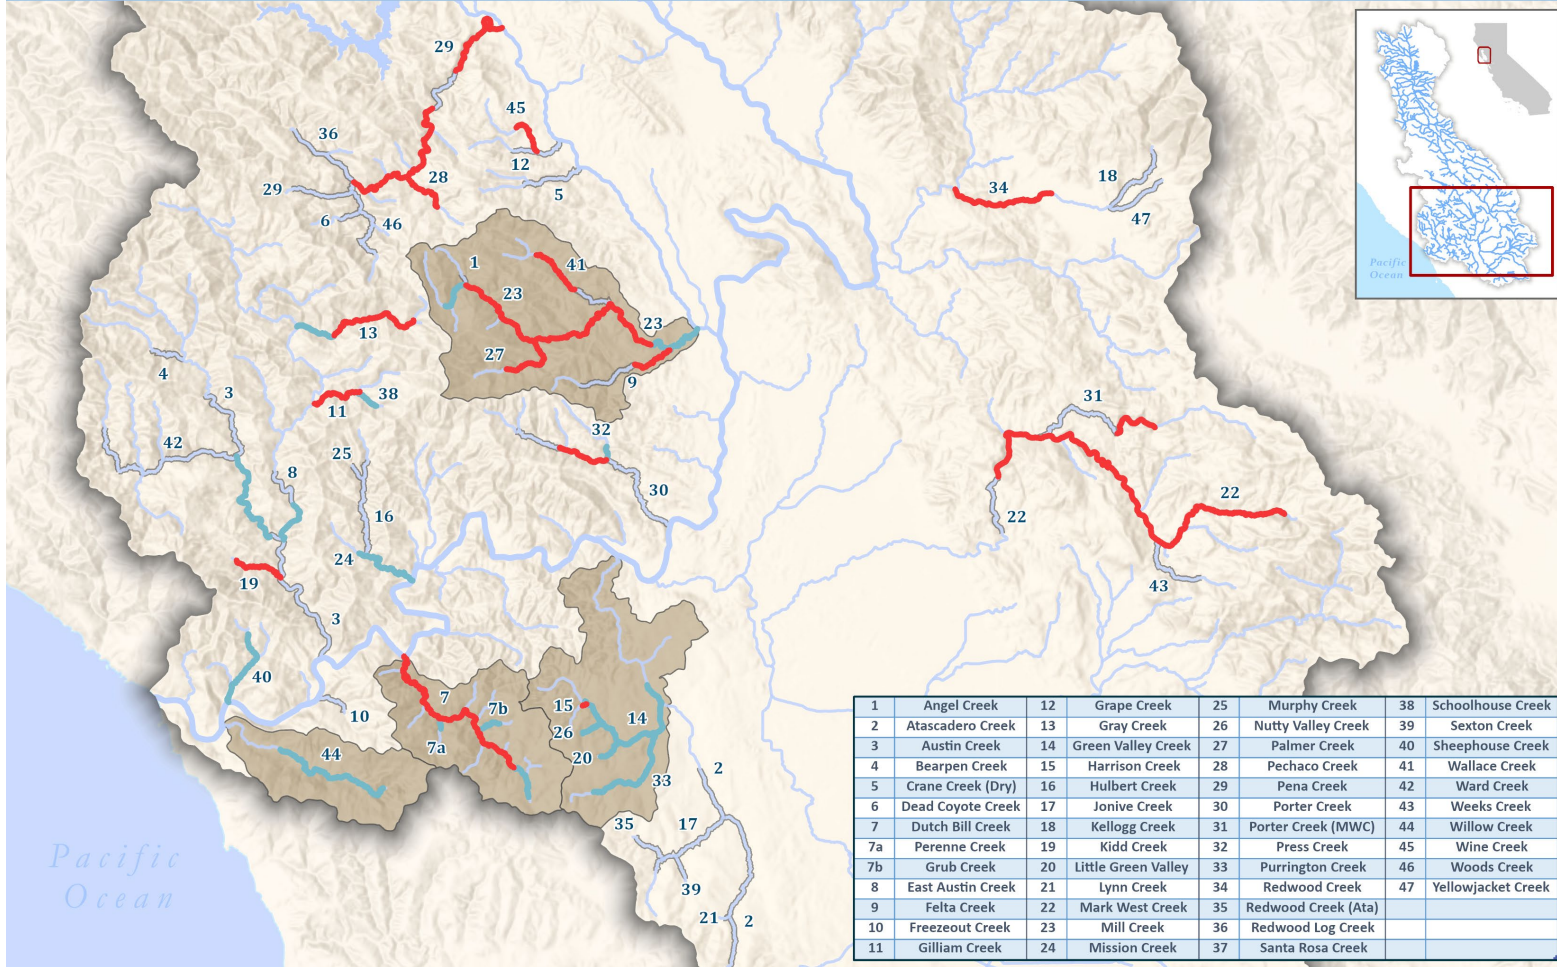 29
45
36
12
28
29
5
6
46
34
18
47
Pacific
Ocean
1
41
23
23
13
27
9
4
3
38
11
31
32
42
25
8
30
16
22
22
24
43
19
3
40
7
7b
15
14
10
26
7a
20
44
33
2
35
17
39
21
2
Pacific
Ocean
1 Angel Creek 12 Grape Creek 25 Murphy Creek 38 Schoolhouse Creek
2 Atascadero Creek 13 Gray Creek 26 Nutty Valley Creek 39 Sexton Creek
3 Austin Creek 14 Green Valley Creek 27 Palmer Creek 40 Sheephouse Creek
4 Bearpen Creek 15 Harrison Creek 28 Pechaco Creek 41 Wallace Creek
5 Crane Creek (Dry) 16 Hulbert Creek 29 Pena Creek 42 Ward Creek
6 Dead Coyote Creek 17 Jonive Creek 30 Porter Creek 43 Weeks Creek
7 Dutch Bill Creek 18 Kellogg Creek 31 Porter Creek (MWC) 44 Willow Creek
7a Perenne Creek 19 Kidd Creek 32 Press Creek 45 Wine Creek
7b Grub Creek 20 Little Green Valley 33 Purrington Creek 46 Woods Creek
8 East Austin Creek 21 Lynn Creek 34 Redwood Creek 47 Yellowjacket Creek
9 Felta Creek 22 Mark West Creek 35 Redwood Creek (Ata)
10 Freezeout Creek 23 Mill Creek 36 Redwood Log Creek
11 Gilliam Creek 24 Mission Creek 37 Santa Rosa Creek